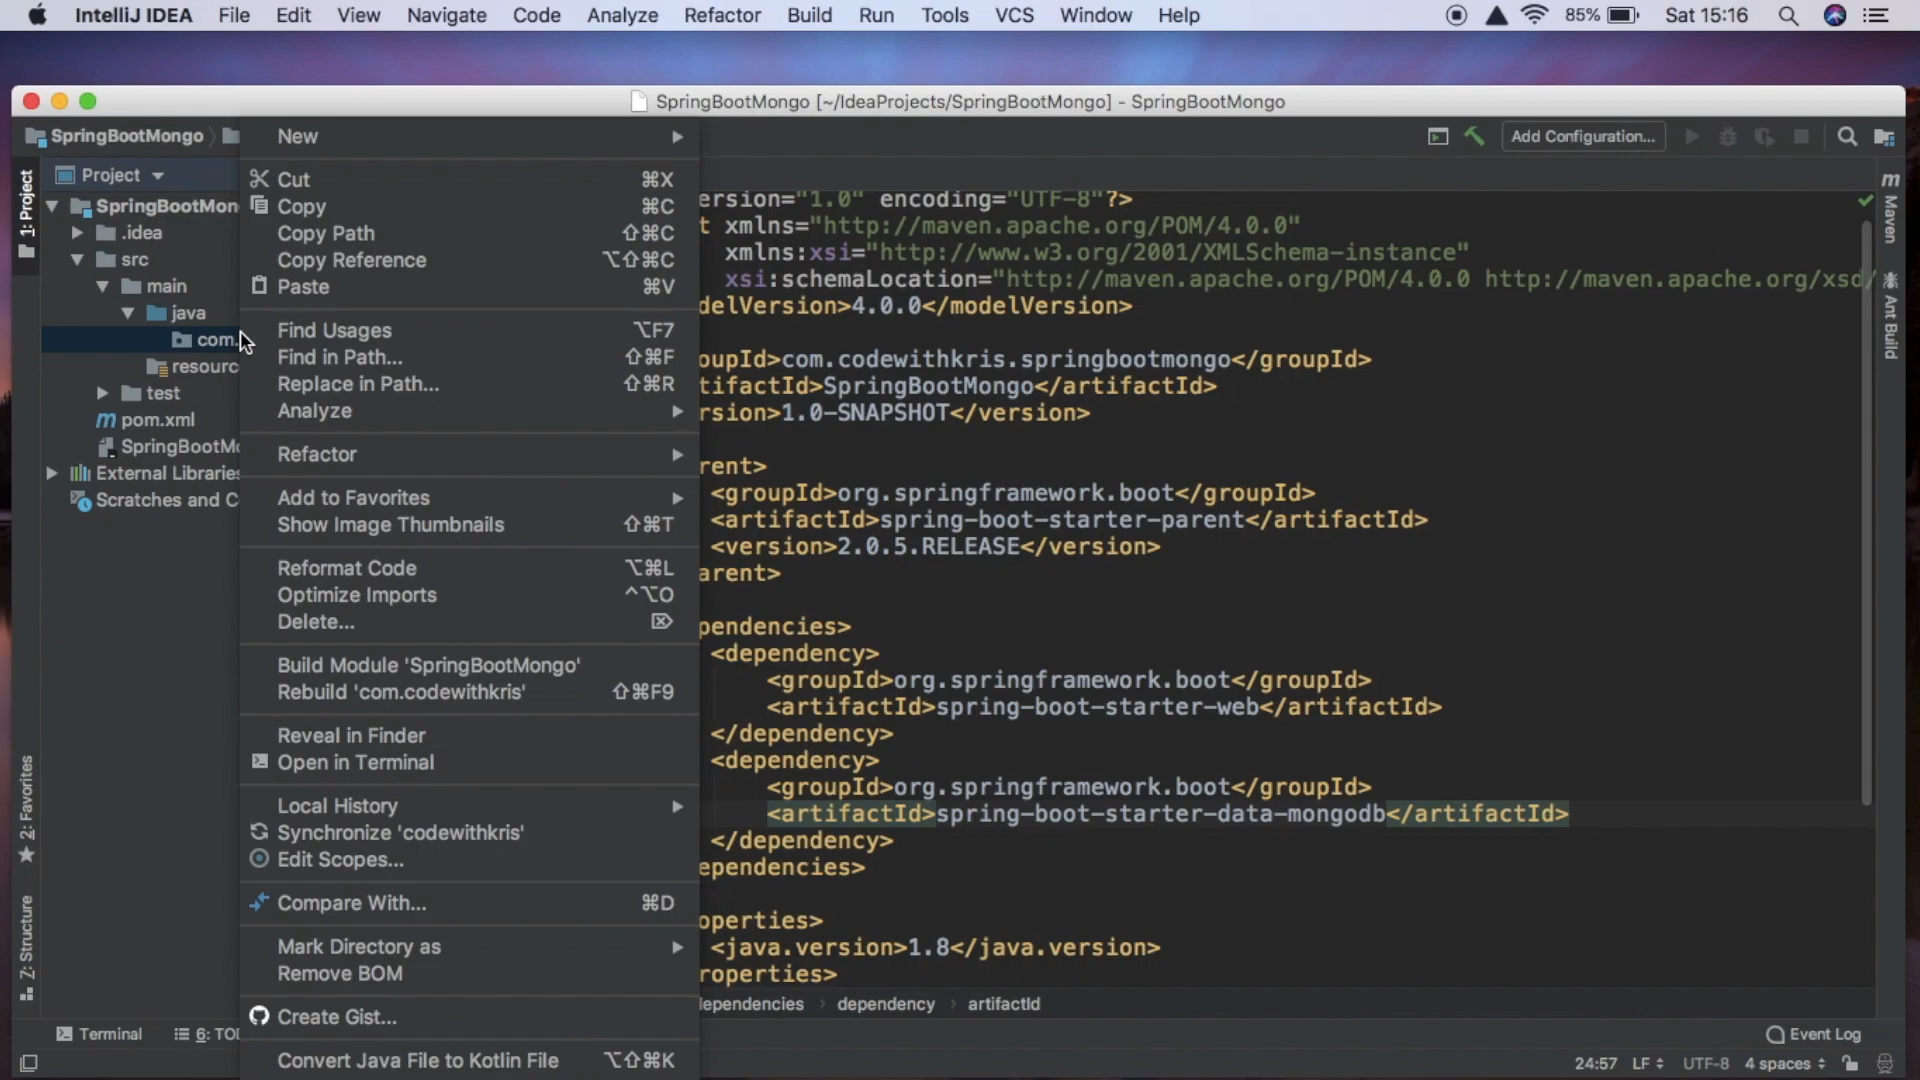 IntelliJ IDEA File Edit View Navigate Code Analyze Refactor Build Run Tools VCS Window Help 85% Sat 15:16
SpringBootMongo [~/IdeaProjects/SpringBootMongo] - SpringBootMongo
SpringBootMongo
Add Configuration...
1: Project
Project
SpringBootMon
.idea
src
main
java
com.
resourc
test
pom.xml
SpringBootMo
External Libraries
Scratches and C
2: Favorites
7: Structure
New
Cut ⌘X
Copy ⌘C
Copy Path ⇧⌘C
Copy Reference ⌥⇧⌘C
Paste ⌘V
Find Usages ⌥F7
Find in Path... ⇧⌘F
Replace in Path... ⇧⌘R
Analyze
Refactor
Add to Favorites
Show Image Thumbnails ⇧⌘T
Reformat Code ⌥⌘L
Optimize Imports ^⌥O
Delete... ⌦
Build Module 'SpringBootMongo'
Rebuild 'com.codewithkris' ⇧⌘F9
Reveal in Finder
Open in Terminal
Local History
Synchronize 'codewithkris'
Edit Scopes...
Compare With... ⌘D
Mark Directory as
Remove BOM
Create Gist...
Convert Java File to Kotlin File ⌥⇧⌘K
ersion="1.0" encoding="UTF-8"?>
t xmlns="http://maven.apache.org/POM/4.0.0"
xmlns:xsi="http://www.w3.org/2001/XMLSchema-instance"
xsi:schemaLocation="http://maven.apache.org/POM/4.0.0 http://maven.apache.org/xsd/
delVersion>4.0.0</modelVersion>
oupId>com.codewithkris.springbootmongo</groupId>
tifactId>SpringBootMongo</artifactId>
rsion>1.0-SNAPSHOT</version>
rent>
<groupId>org.springframework.boot</groupId>
<artifactId>spring-boot-starter-parent</artifactId>
<version>2.0.5.RELEASE</version>
arent>
pendencies>
<dependency>
<groupId>org.springframework.boot</groupId>
<artifactId>spring-boot-starter-web</artifactId>
</dependency>
<dependency>
<groupId>org.springframework.boot</groupId>
<artifactId>spring-boot-starter-data-mongodb</artifactId>
</dependency>
ependencies>
operties>
<java.version>1.8</java.version>
roperties>
dependencies › dependency › artifactId
Maven
Ant Build
Terminal 6: TOD
Event Log
24:57 LF UTF-8 4 spaces